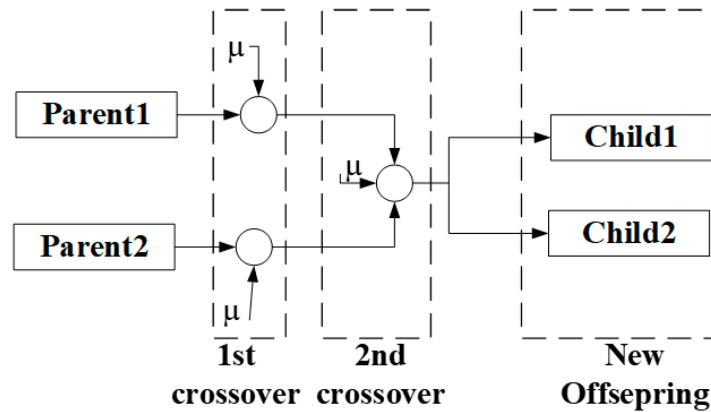 μ
Parent1
Child1
μ
Parent2
Child2
μ
1st
crossover
2nd
crossover
New
Offsepring